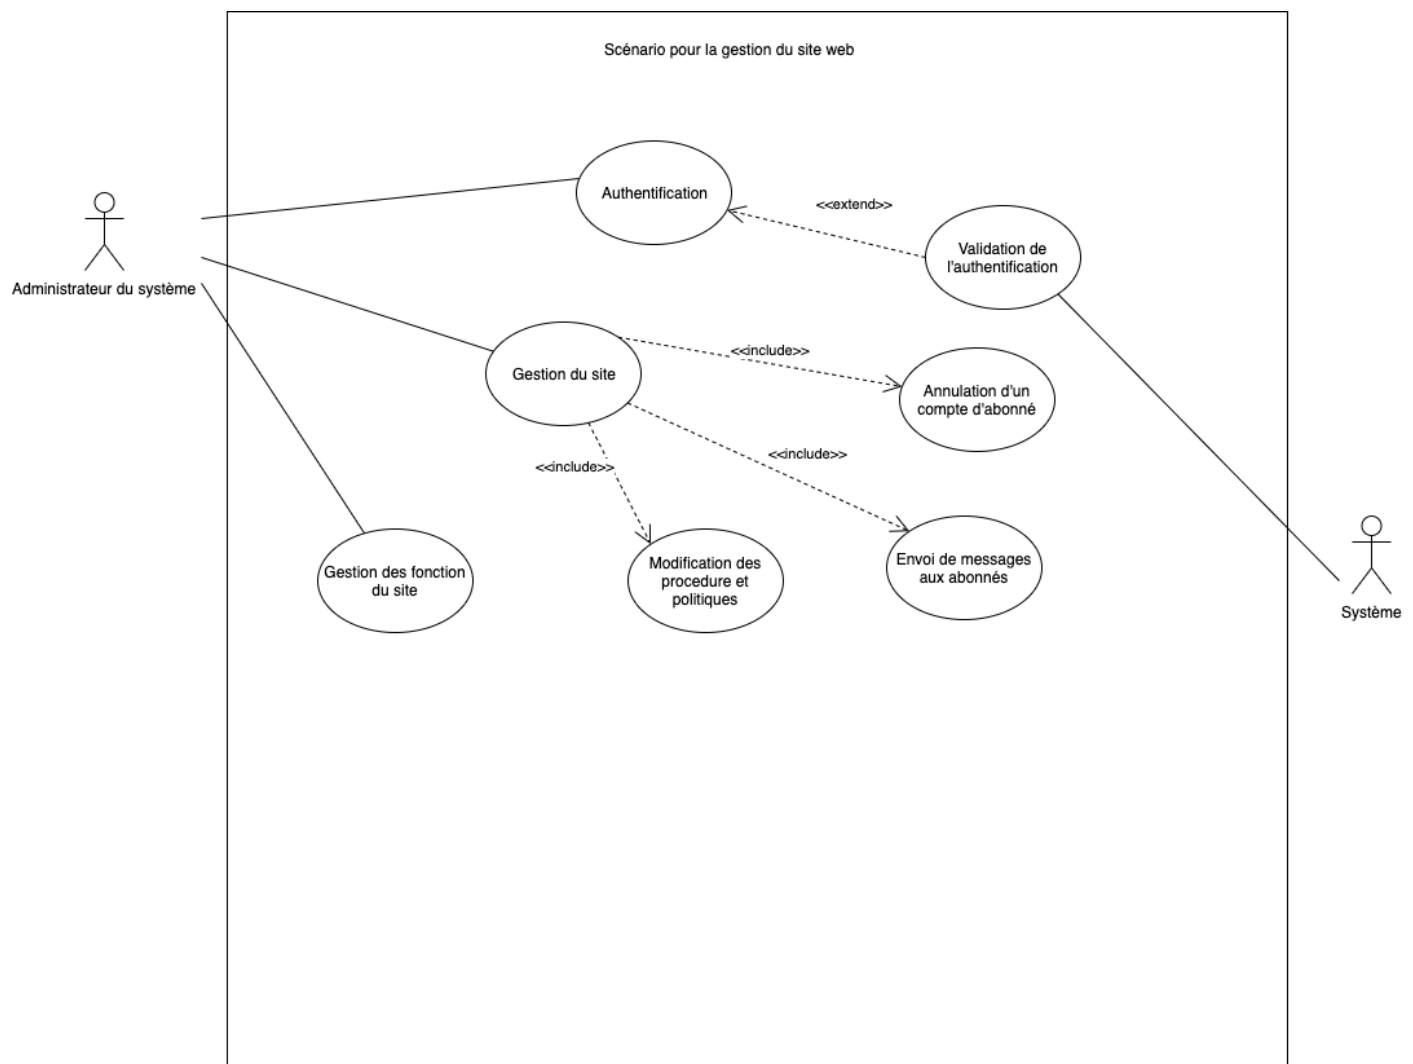 Scénario pour la gestion du site web
Authentification
<<extend>>
Validation de
l'authentification
Administrateur du système
<<include>>
Gestion du site
Annulation d'un
compte d'abonné
<<include>>
<<include>>
Gestion des fonction
du site
Modification des
procedure et
politiques
Envoi de messages
aux abonnés
Système